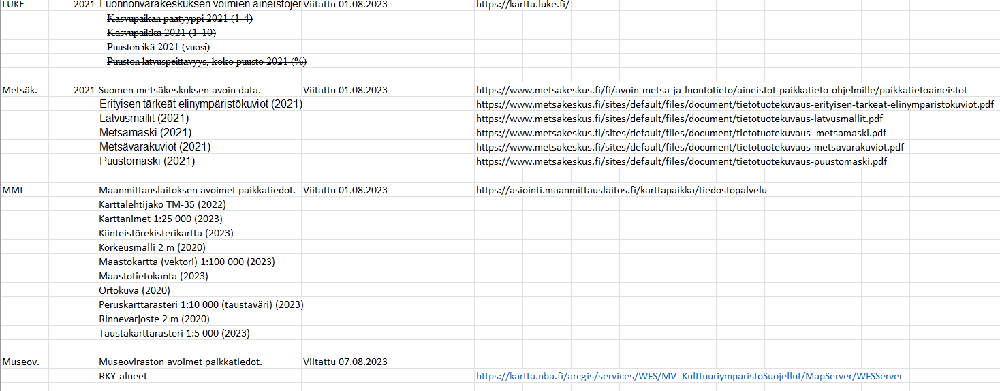 LUKE 2021 Luonnonvarakeskuksen voimien aineistojen Viitattu 01.08.2023 https://kartta.luke.fi/
Kasvupaikan päätyyppi 2021 (1-4)
Kasvupaikka 2021 (1-10)
Puuston ikä 2021 (vuosi)
Puuston latvuspeittävyys, koko puusto 2021 (%)
Metsäk. 2021 Suomen metsäkeskuksen avoin data. Viitattu 01.08.2023 https://www.metsakeskus.fi/fi/avoin-metsa-ja-luontotieto/aineistot-paikkatieto-ohjelmille/paikkatietoaineistot
Erityisen tärkeät elinympäristökuviot (2021) https://www.metsakeskus.fi/sites/default/files/document/tietotuotekuvaus-erityisen-tarkeat-elinymparistokuviot.pdf
Latvusmallit (2021) https://www.metsakeskus.fi/sites/default/files/document/tietotuotekuvaus-latvusmallit.pdf
Metsämaski (2021) https://www.metsakeskus.fi/sites/default/files/document/tietotuotekuvaus_metsamaski.pdf
Metsävarakuviot (2021) https://www.metsakeskus.fi/sites/default/files/document/tietotuotekuvaus-metsavarakuviot.pdf
Puustomaski (2021) https://www.metsakeskus.fi/sites/default/files/document/tietotuotekuvaus-puustomaski.pdf
MML Maanmittauslaitoksen avoimet paikkatiedot. Viitattu 01.08.2023 https://asiointi.maanmittauslaitos.fi/karttapaikka/tiedostopalvelu
Karttalehtijako TM-35 (2022)
Karttanimet 1:25 000 (2023)
Kiinteistörekisterikartta (2023)
Korkeusmalli 2 m (2020)
Maastokartta (vektori) 1:100 000 (2023)
Maastotietokanta (2023)
Ortokuva (2020)
Peruskarttarasteri 1:10 000 (taustaväri) (2023)
Rinnevarjoste 2 m (2020)
Taustakarttarasteri 1:5 000 (2023)
Museov. Museoviraston avoimet paikkatiedot. Viitattu 07.08.2023
RKY-alueet https://kartta.nba.fi/arcgis/services/WFS/MV_KulttuuriymparistoSuojellut/MapServer/WFSServer